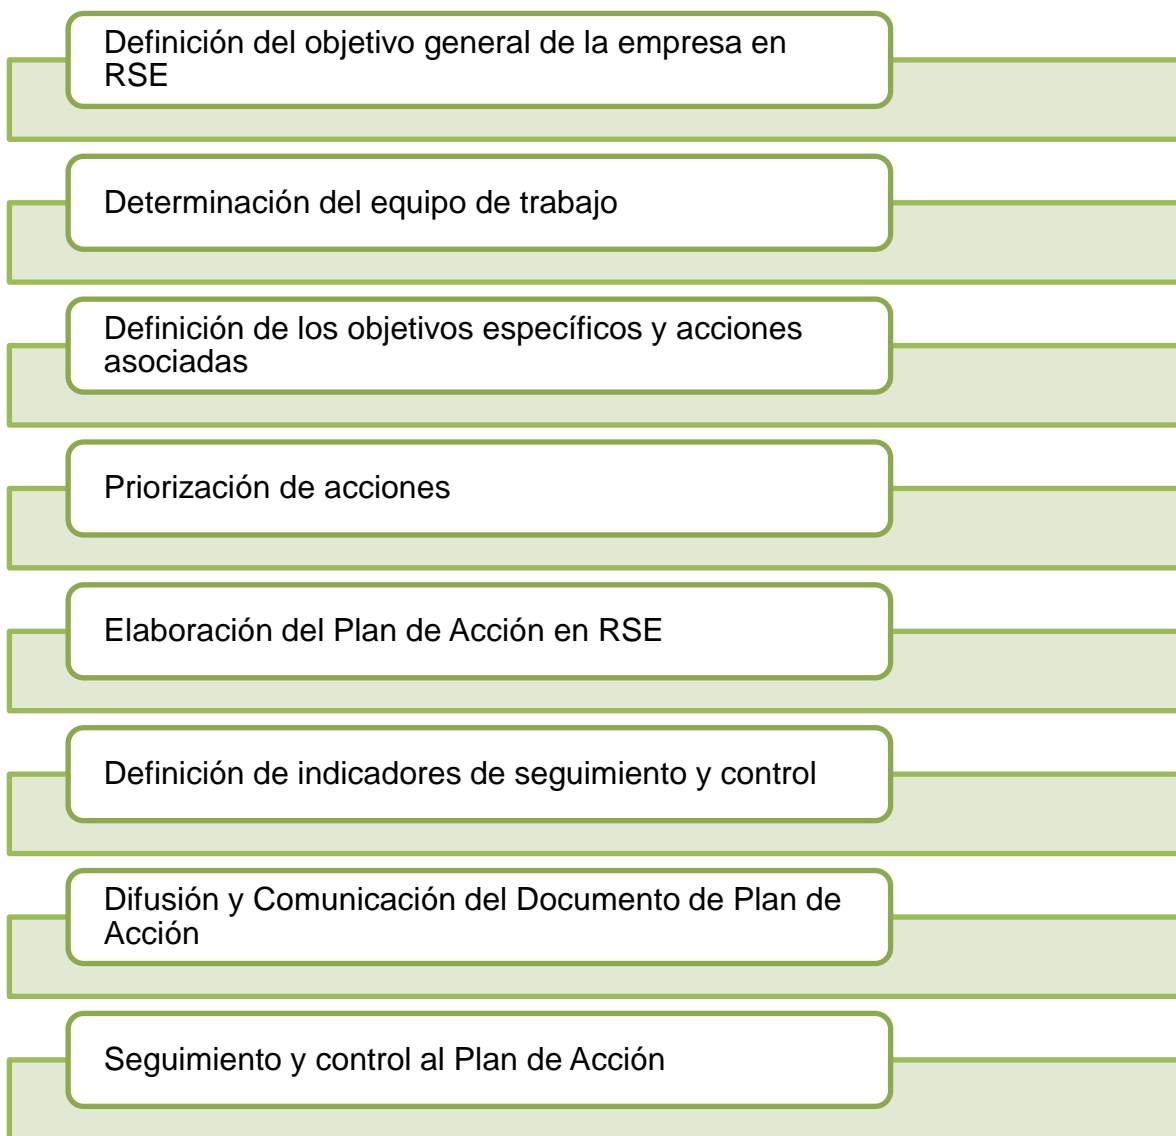 Definición del objetivo general de la empresa en
RSE
Determinación del equipo de trabajo
Definición de los objetivos específicos y acciones
asociadas
Priorización de acciones
Elaboración del Plan de Acción en RSE
Definición de indicadores de seguimiento y control
Difusión y Comunicación del Documento de Plan de
Acción
Seguimiento y control al Plan de Acción